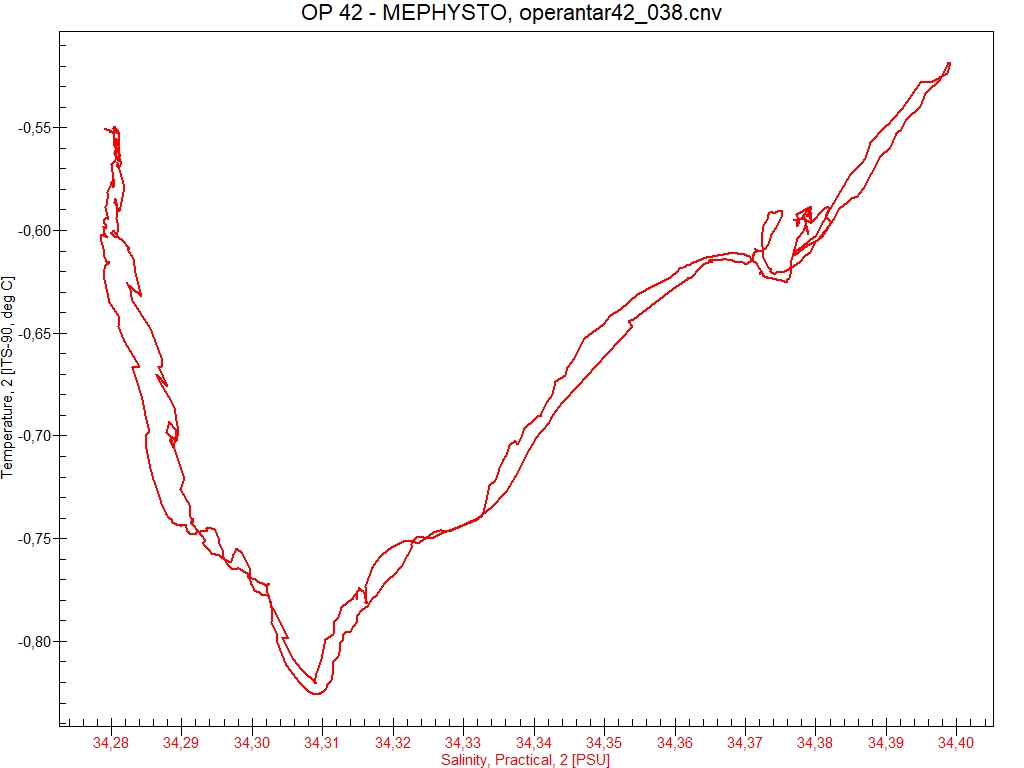 OP 42 - MEPHYSTO, operantar42_038.cnv
Temperature, 2 [ITS-90, deg C]
-0,55
-0,60
-0,65
-0,70
-0,75
-0,80
34,28 34,29 34,30 34,31 34,32 34,33 34,34 34,35 34,36 34,37 34,38 34,39 34,40
Salinity, Practical, 2 [PSU]